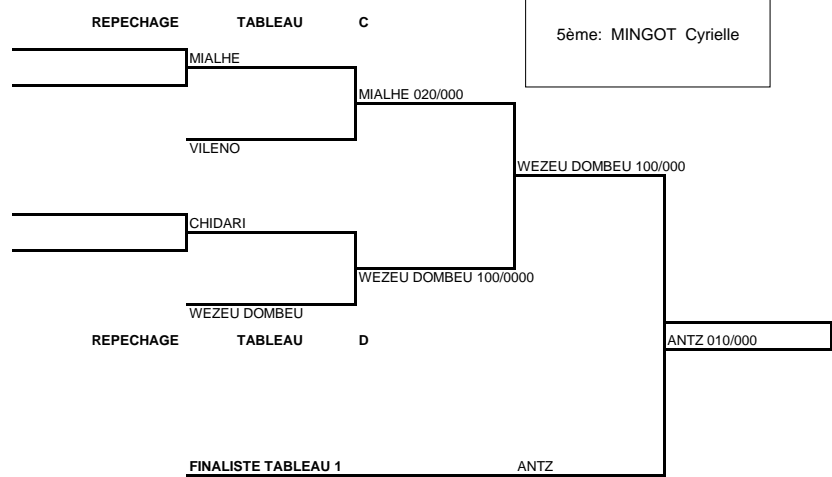 REPECHAGE TABLEAU C
5ème: MINGOT Cyrielle
MIALHE
MIALHE 020/000
VILENO
WEZEU DOMBEU 100/000
CHIDARI
WEZEU DOMBEU 100/0000
WEZEU DOMBEU
REPECHAGE TABLEAU D
ANTZ 010/000
FINALISTE TABLEAU 1 ANTZ